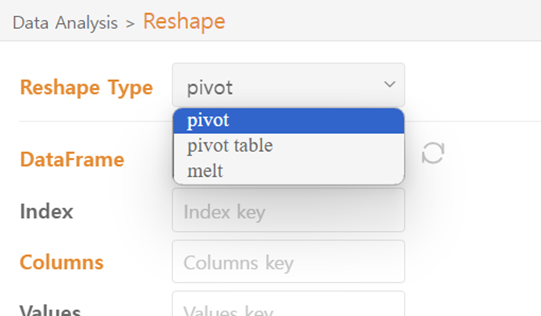 Data Analysis > Reshape
Reshape Type pivot
pivot
pivot table
melt
DataFrame
Index Index key
Columns Columns key
Values Values key